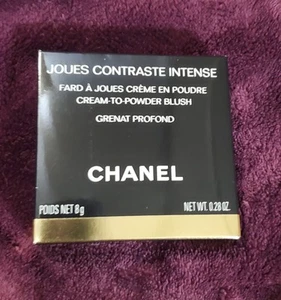 JOUES CONTRASTE INTENSE
FARD À JOUES CRÈME EN POUDRE
CREAM-TO-POWDER BLUSH
GRENAT PROFOND
CHANEL
POIDS NET 8g NET WT. 0.28 OZ.